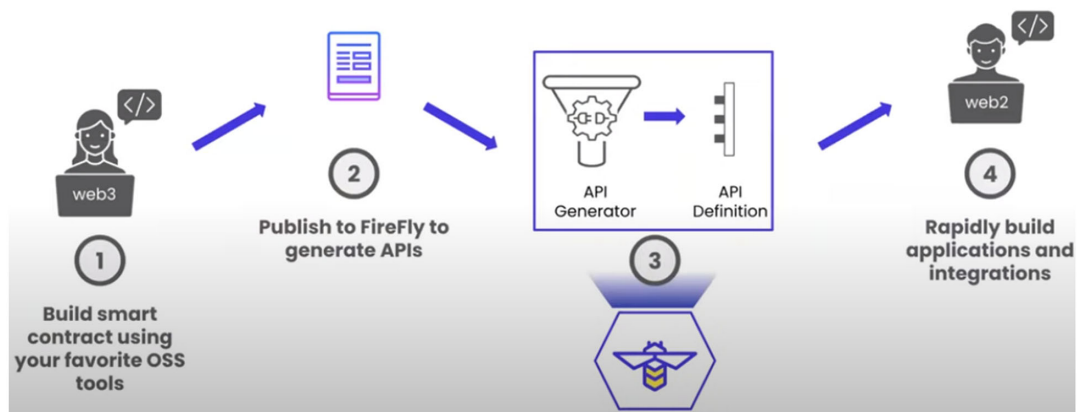 </>
web3
1
Build smart
contract using
your favorite OSS
tools
2
Publish to FireFly to
generate APIs
API
Generator
API
Definition
3
</>
web2
4
Rapidly build
applications and
integrations